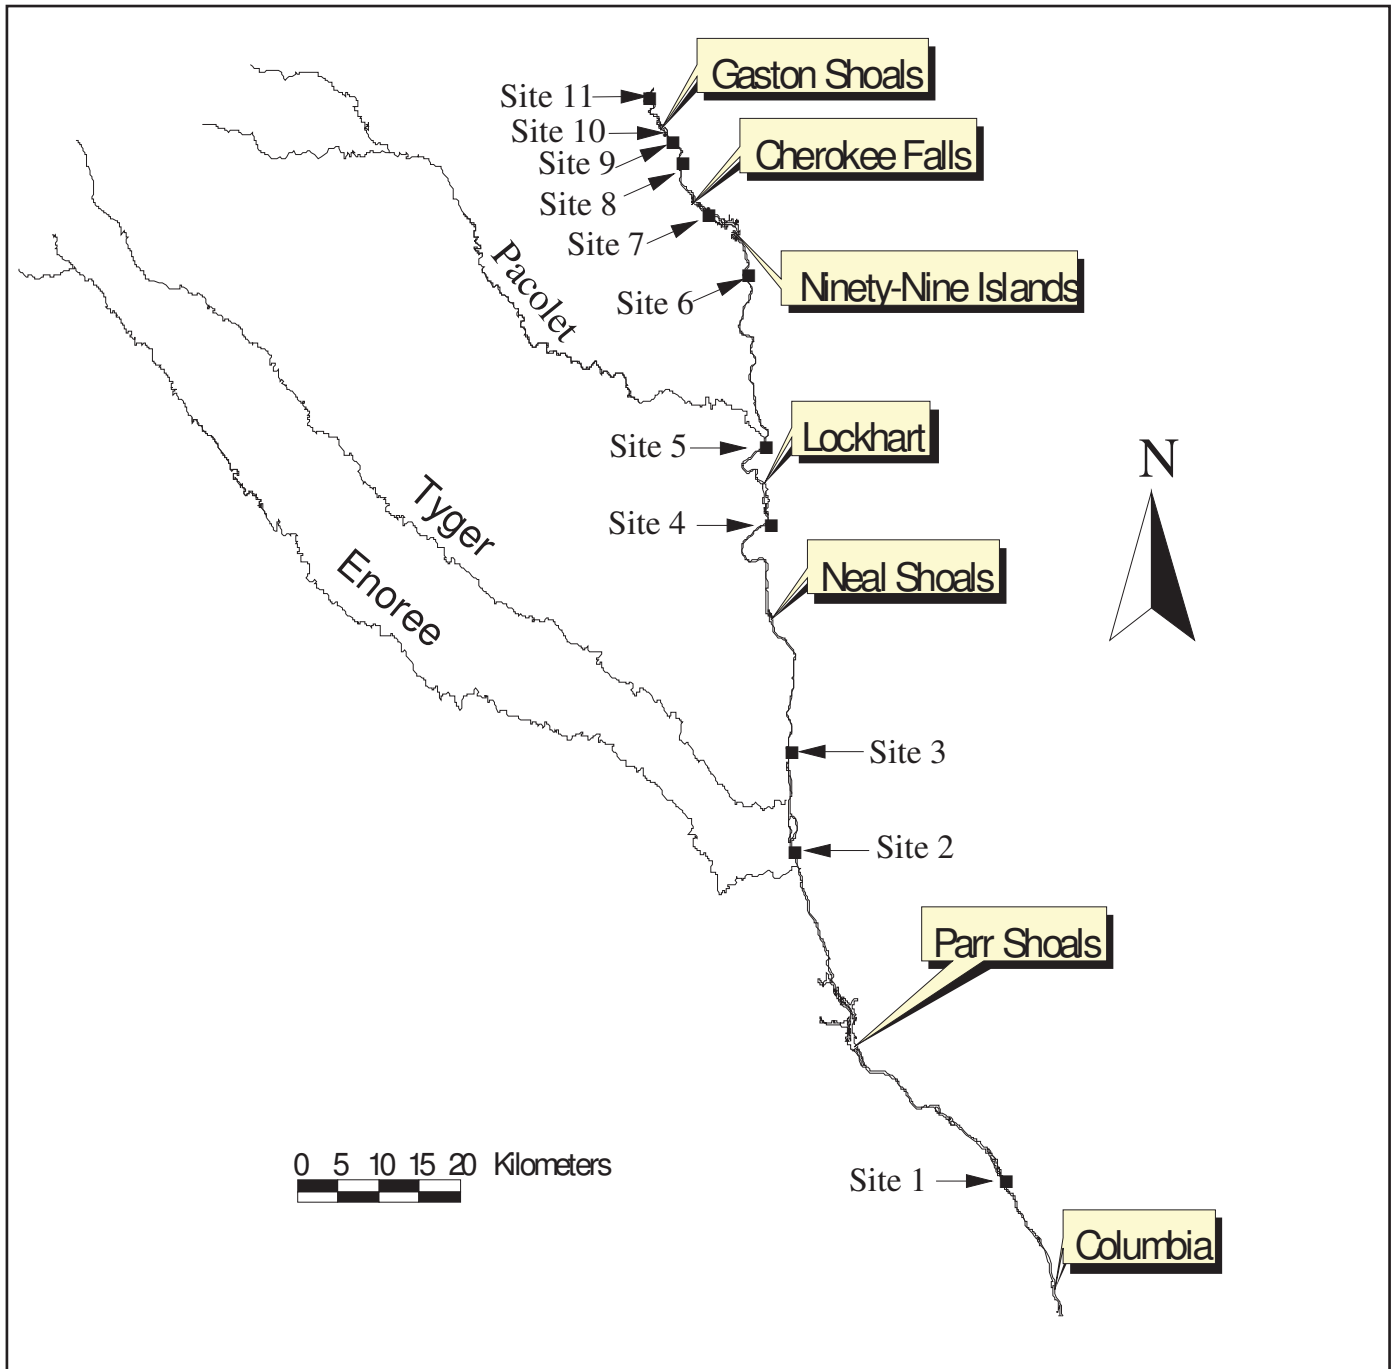 Gaston Shoals
Site 11
Site 10
Cherokee Falls
Site 9
Site 8
Site 7
Pacolet
Ninety-Nine Islands
Site 6
Lockhart
Site 5
N
Tyger
Site 4
Enoree
Neal Shoals
Site 3
Site 2
Parr Shoals
0 5 10 15 20 Kilometers
Site 1
Columbia